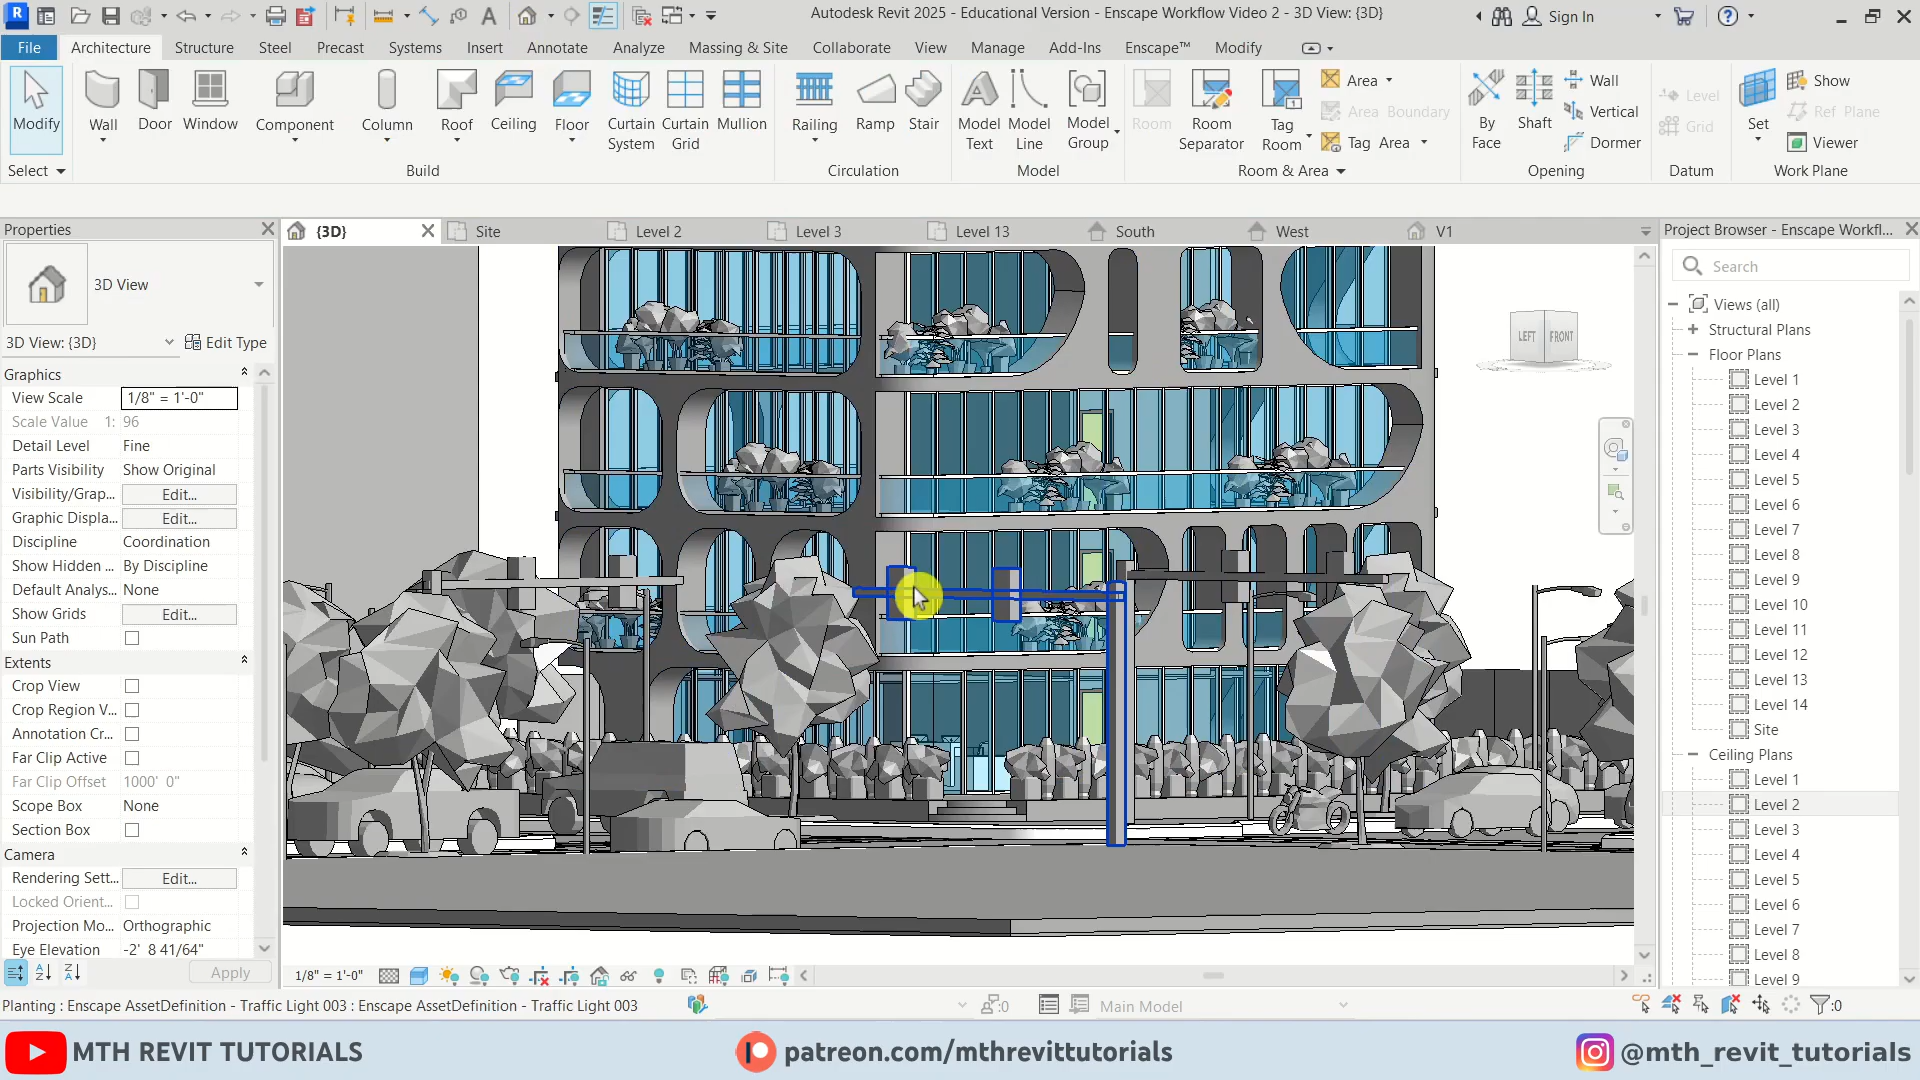 Autodesk Revit 2025 - Educational Version - Enscape Workflow Video 2 - 3D View: {3D}
Sign In
File Architecture Structure Steel Precast Systems Insert Annotate Analyze Massing & Site Collaborate View Manage Add-Ins Enscape™ Modify
Modify
Wall
Door
Window
Component
Column
Roof
Ceiling
Floor
Curtain System
Curtain Grid
Mullion
Railing
Ramp
Stair
Model Text
Model Line
Model Group
Room
Room Separator
Tag Room
Area
Area Boundary
Tag Area
By Face
Shaft
Wall
Vertical
Dormer
Level
Grid
Set
Show
Ref Plane
Viewer
Select Build Circulation Model Room & Area Opening Datum Work Plane
Properties
3D View
3D View: {3D} Edit Type
Graphics
View Scale 1/8" = 1'-0"
Scale Value 1: 96
Detail Level Fine
Parts Visibility Show Original
Visibility/Grap... Edit...
Graphic Displa... Edit...
Discipline Coordination
Show Hidden ... By Discipline
Default Analys... None
Show Grids Edit...
Sun Path
Extents
Crop View
Crop Region V...
Annotation Cr...
Far Clip Active
Far Clip Offset 1000' 0"
Scope Box None
Section Box
Camera
Rendering Sett... Edit...
Locked Orient...
Projection Mo... Orthographic
Eye Elevation -2' 8 41/64"
Apply
{3D} Site Level 2 Level 3 Level 13 South West V1
LEFT FRONT
1/8" = 1'-0"
Project Browser - Enscape Workfl...
Search
Views (all)
Structural Plans
Floor Plans
Level 1
Level 2
Level 3
Level 4
Level 5
Level 6
Level 7
Level 8
Level 9
Level 10
Level 11
Level 12
Level 13
Level 14
Site
Ceiling Plans
Level 1
Level 2
Level 3
Level 4
Level 5
Level 6
Level 7
Level 8
Level 9
Planting : Enscape AssetDefinition - Traffic Light 003 : Enscape AssetDefinition - Traffic Light 003
:0
Main Model
:0
MTH REVIT TUTORIALS
patreon.com/mthrevittutorials
@mth_revit_tutorials